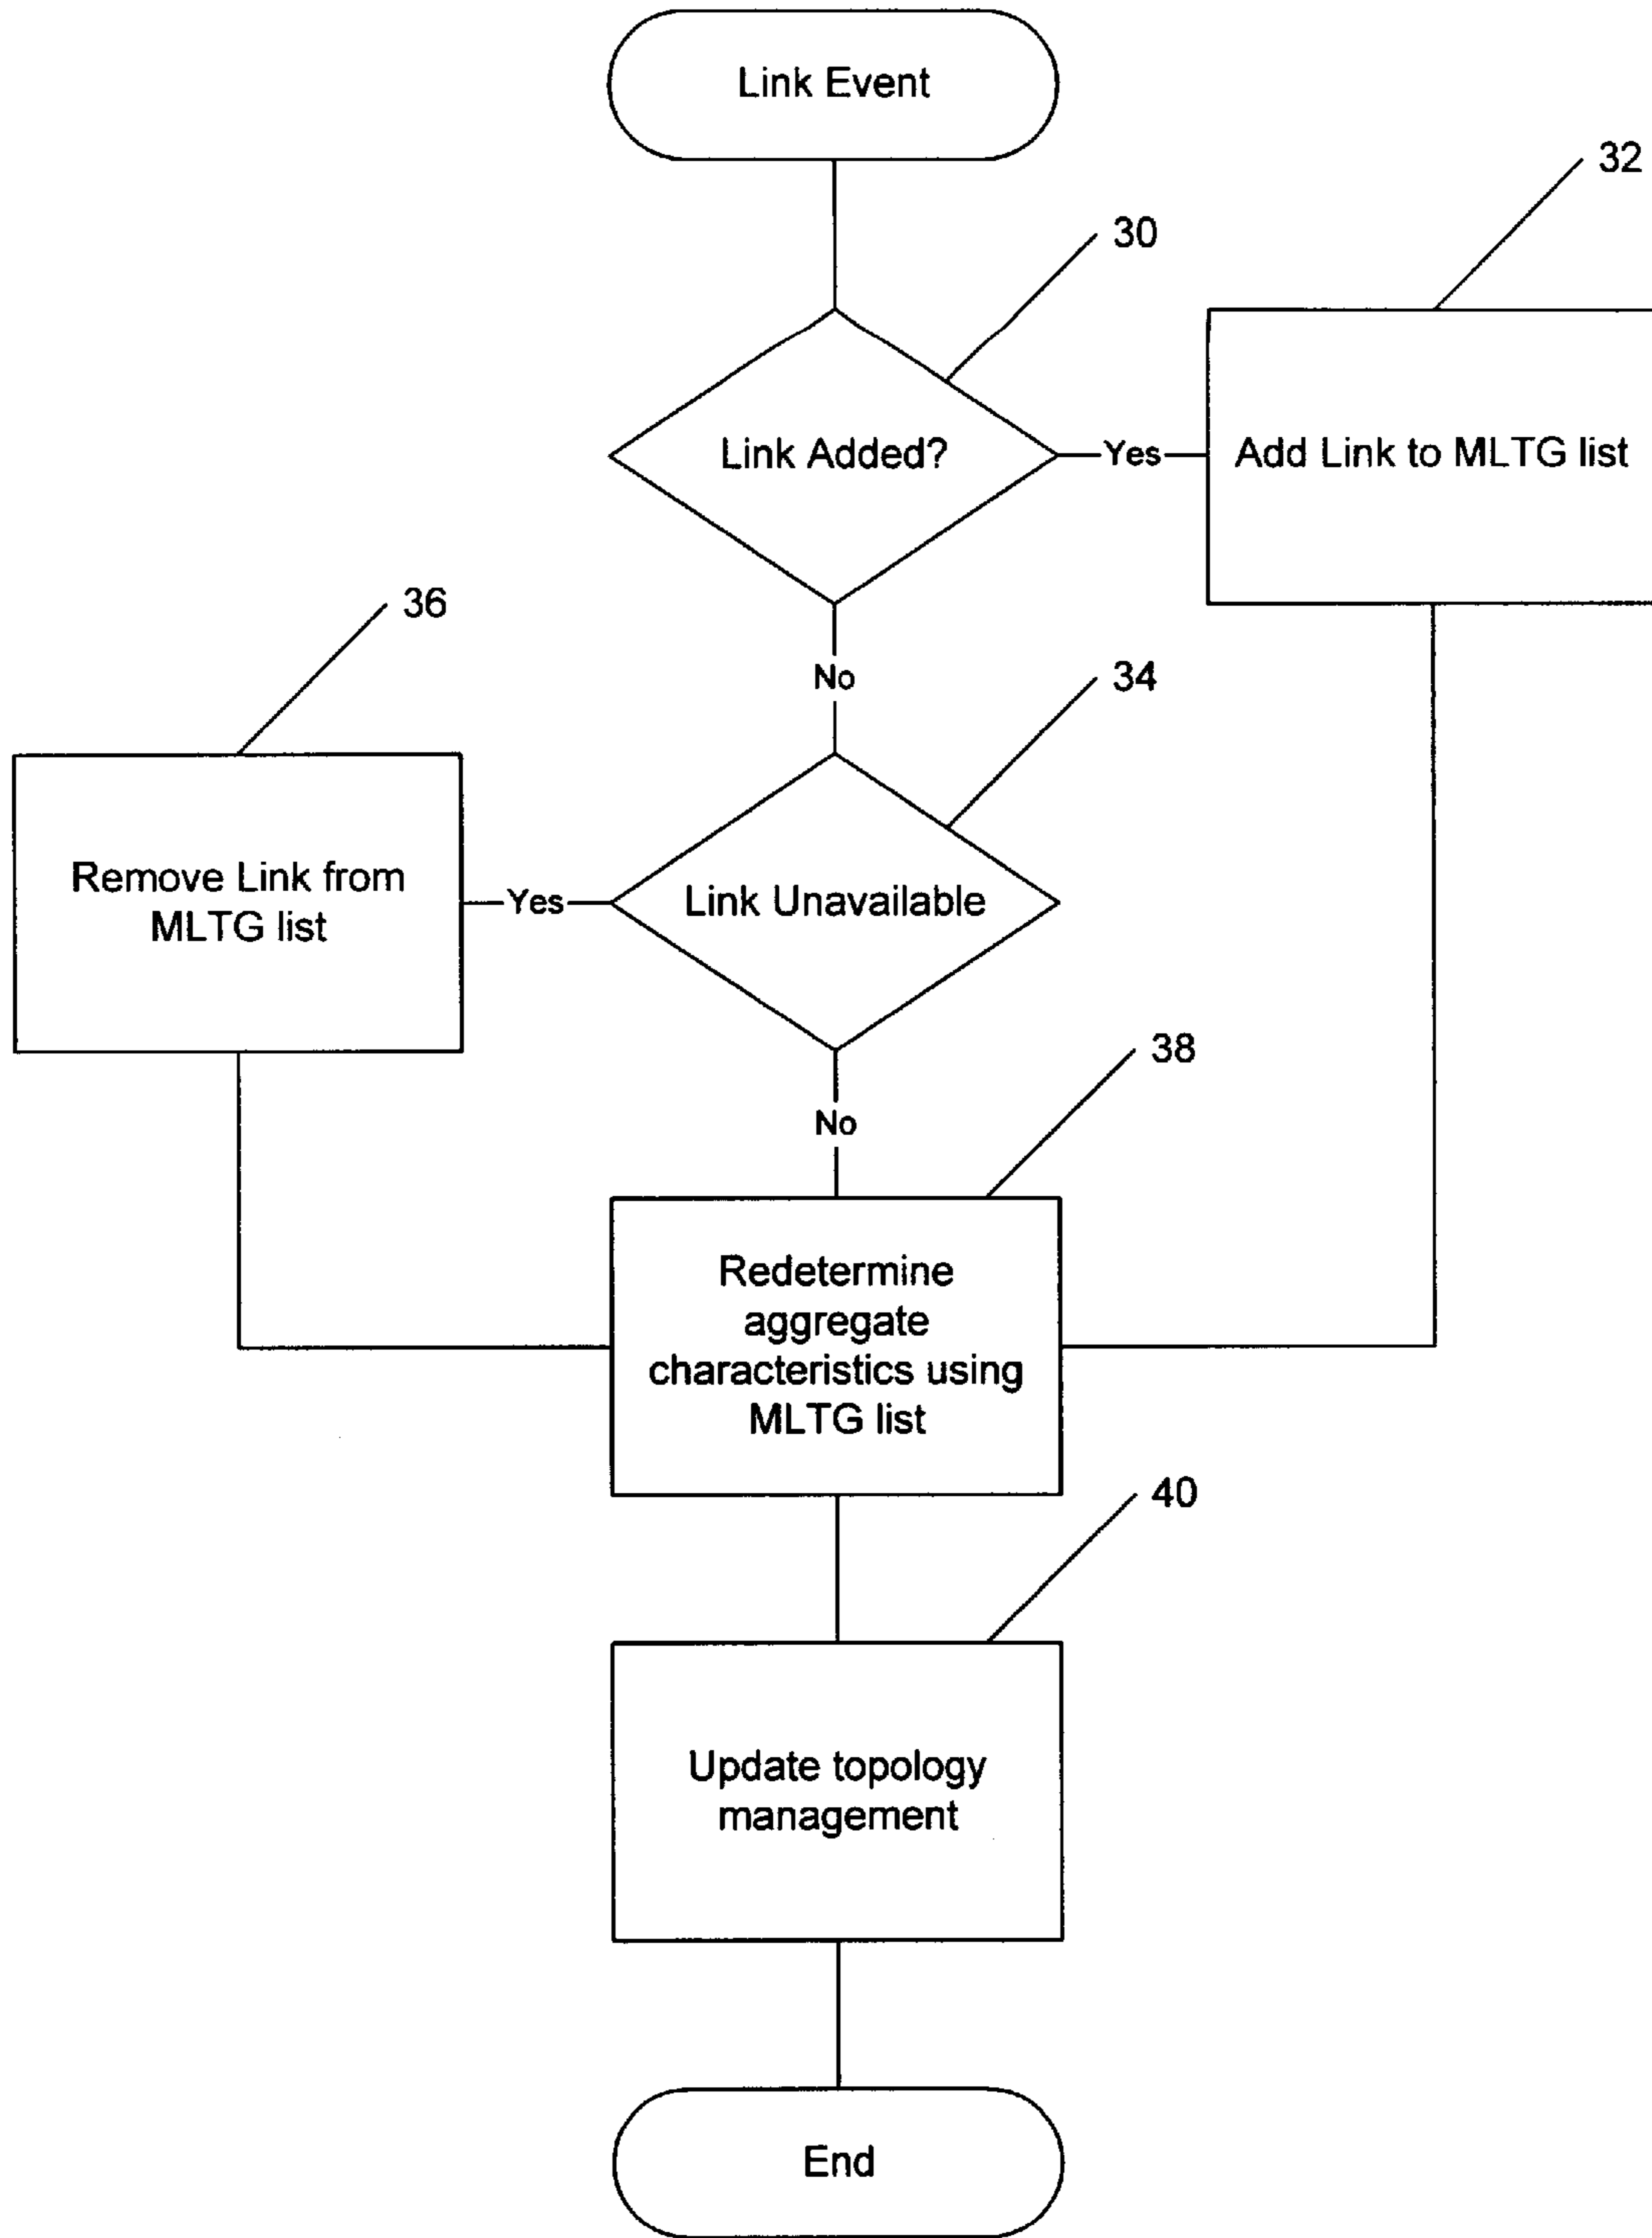 Link Event
32
30
Link Added?
Yes
Add Link to MLTG list
36
No
34
Remove Link from
MLTG list
Yes
Link Unavailable
38
No
Redetermine
aggregate
characteristics using
MLTG list
40
Update topology
management
End